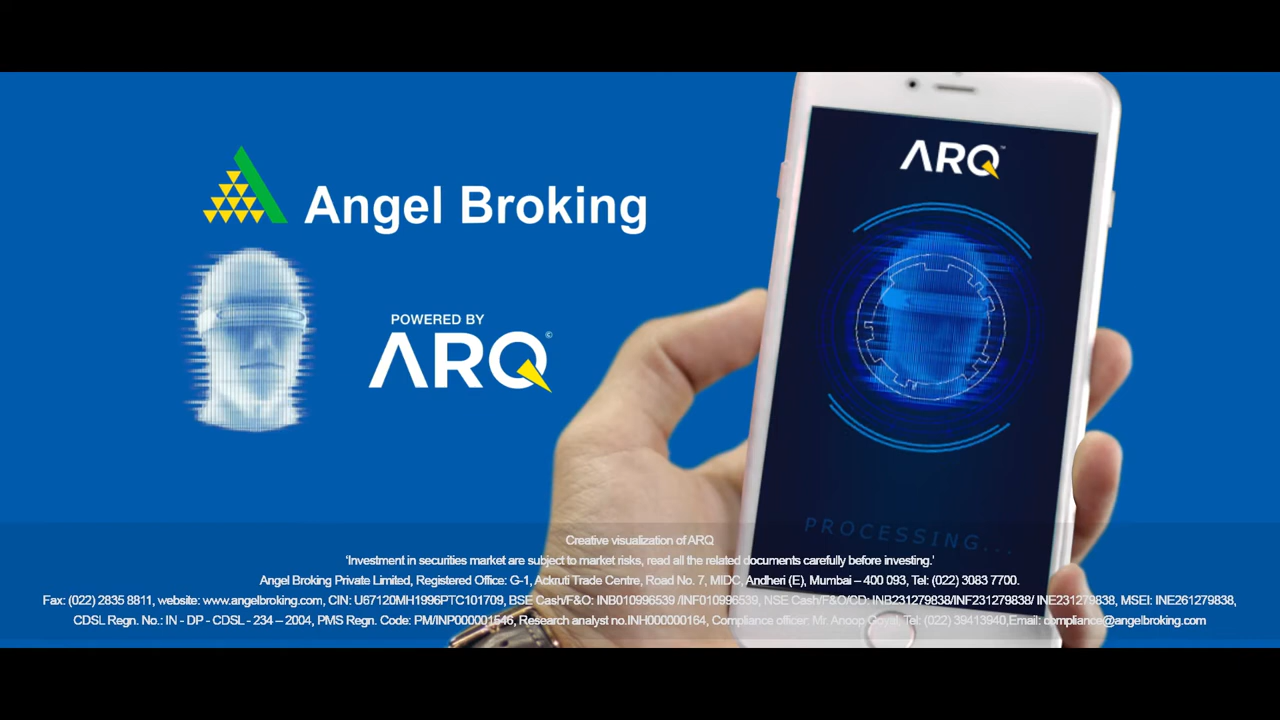 Angel Broking
POWERED BY
ARQ©
ARQ™
PROCESSING...
Creative visualization of ARQ
‘Investment in securities market are subject to market risks, read all the related documents carefully before investing.’
Angel Broking Private Limited, Registered Office: G-1, Ackruti Trade Centre, Road No. 7, MIDC, Andheri (E), Mumbai – 400 093, Tel: (022) 3083 7700.
Fax: (022) 2835 8811, website: www.angelbroking.com, CIN: U67120MH1996PTC101709, BSE Cash/F&O: INB010996539 /INF010996539, NSE Cash/F&O/CD: INB231279838/INF231279838/ INE231279838, MSEI: INE261279838,
CDSL Regn. No.: IN - DP - CDSL - 234 – 2004, PMS Regn. Code: PM/INP000001546, Research analyst no.INH000000164, Compliance officer: Mr. Anoop Goyal, Tel: (022) 39413940,Email: compliance@angelbroking.com